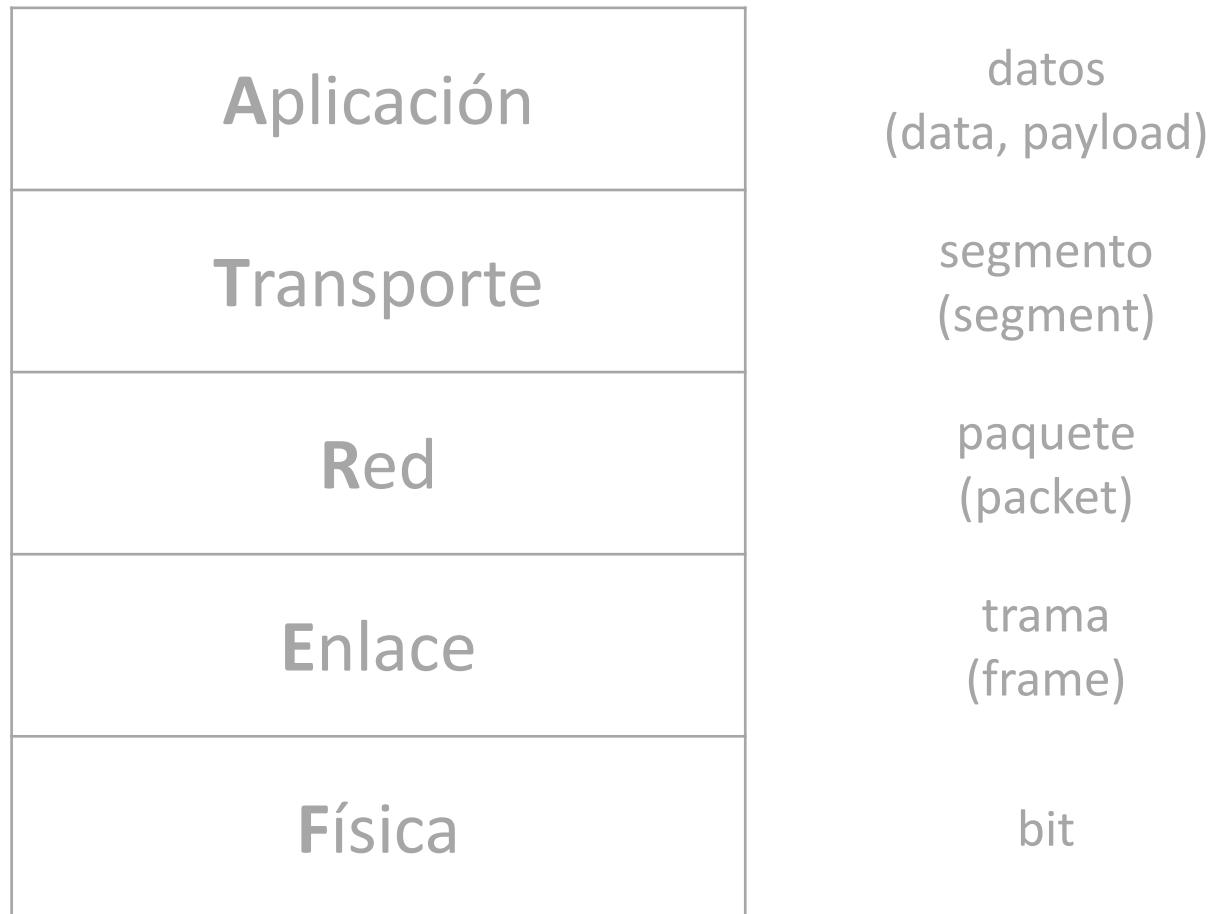 Aplicación
datos
(data, payload)
Transporte
segmento
(segment)
Red
paquete
(packet)
Enlace
trama
(frame)
Física
bit